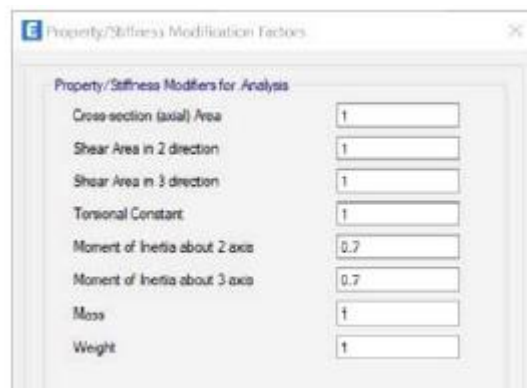 E Property/Stiffness Modification Factors
Property/Stiffness Modifiers for Analysis
Cross-section (axial) Area 1
Shear Area in 2 direction 1
Shear Area in 3 direction 1
Torsional Constant 1
Moment of Inertia about 2 axis 0.7
Moment of Inertia about 3 axis 0.7
Mass 1
Weight 1